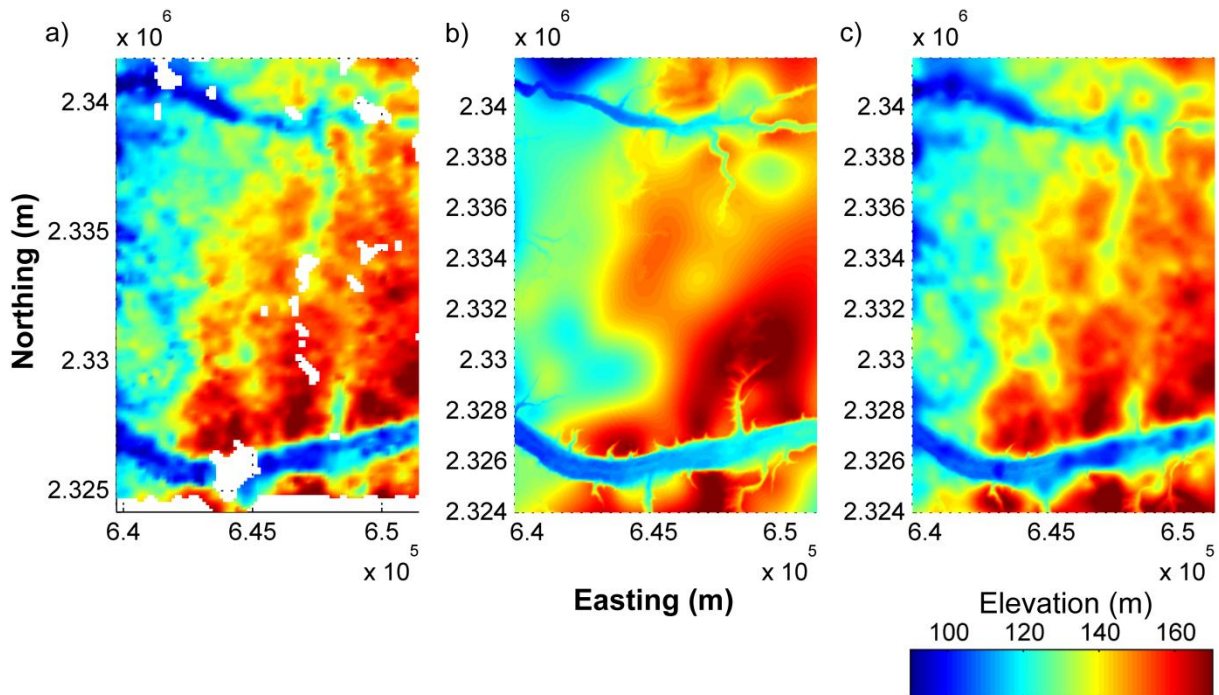 x 10 6
x 10 6
x 10 6
a)
b)
c)
Northing (m)
2.34
2.335
2.33
2.325
2.34
2.338
2.336
2.334
2.332
2.33
2.328
2.326
2.324
2.34
2.338
2.336
2.334
2.332
2.33
2.328
2.326
2.324
6.4 6.45 6.5
6.4 6.45 6.5
6.4 6.45 6.5
x 10 5
x 10 5
x 10 5
Easting (m)
Elevation (m)
100 120 140 160